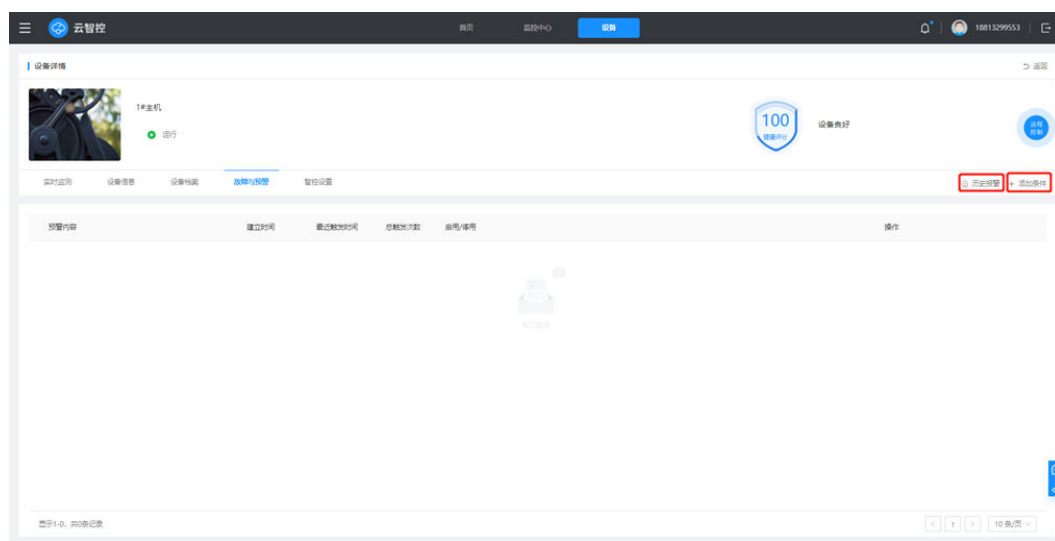 云智控 首页 监控中心 设备 18813299553
设备详情 返回
1#主机
运行
100
健康评分
设备良好
远程
控制
实时监测 设备信息 设备档案 故障与预警 智控设置 历史报警 + 添加条件
预警内容 建立时间 最近触发时间 总触发次数 启用/停用 操作
暂无数据
显示1-0，共0条记录 < 1 > 10 条/页